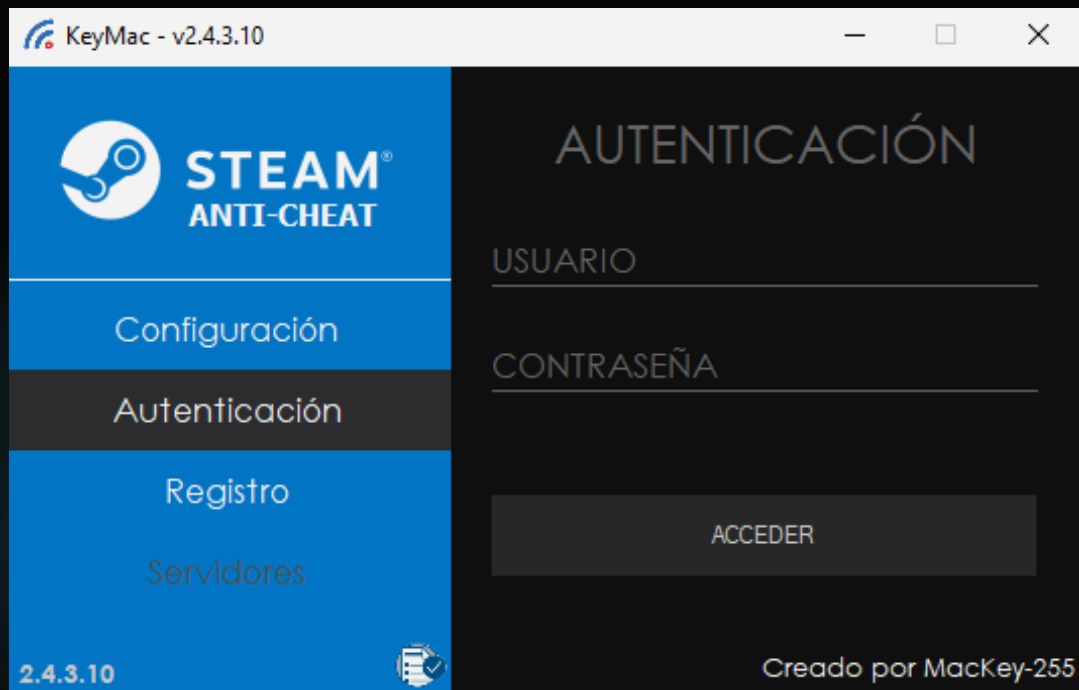 KeyMac - v2.4.3.10
STEAM®
ANTI-CHEAT
Configuración
Autenticación
Registro
Servidores
2.4.3.10
AUTENTICACIÓN
USUARIO
CONTRASEÑA
ACCEDER
Creado por MacKey-255